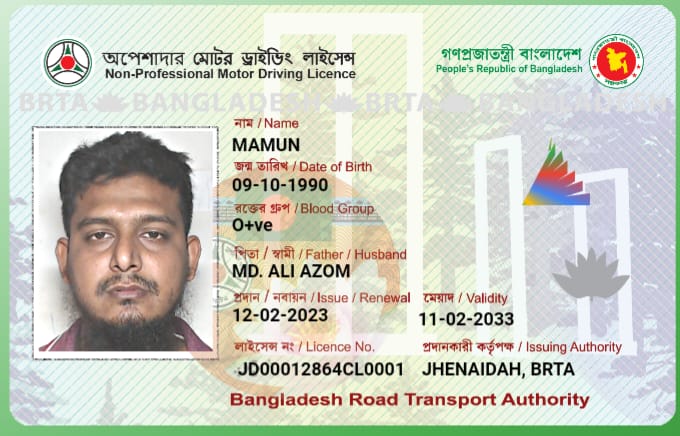 অপেশাদার মোটর ড্রাইভিং লাইসেন্স
Non-Professional Motor Driving Licence
গণপ্রজাতন্ত্রী বাংলাদেশ
People's Republic of Bangladesh
BRTA BANGLADESH BRTA BANGLADESH
নাম / Name
MAMUN
জন্ম তারিখ / Date of Birth
09-10-1990
রক্তের গ্রুপ / Blood Group
O+ve
পিতা / স্বামী / Father / Husband
MD. ALI AZOM
প্রদান / নবায়ন / Issue / Renewal মেয়াদ / Validity
12-02-2023 11-02-2033
লাইসেন্স নং / Licence No. প্রদানকারী কর্তৃপক্ষ / Issuing Authority
JD00012864CL0001 JHENAIDAH, BRTA
Bangladesh Road Transport Authority